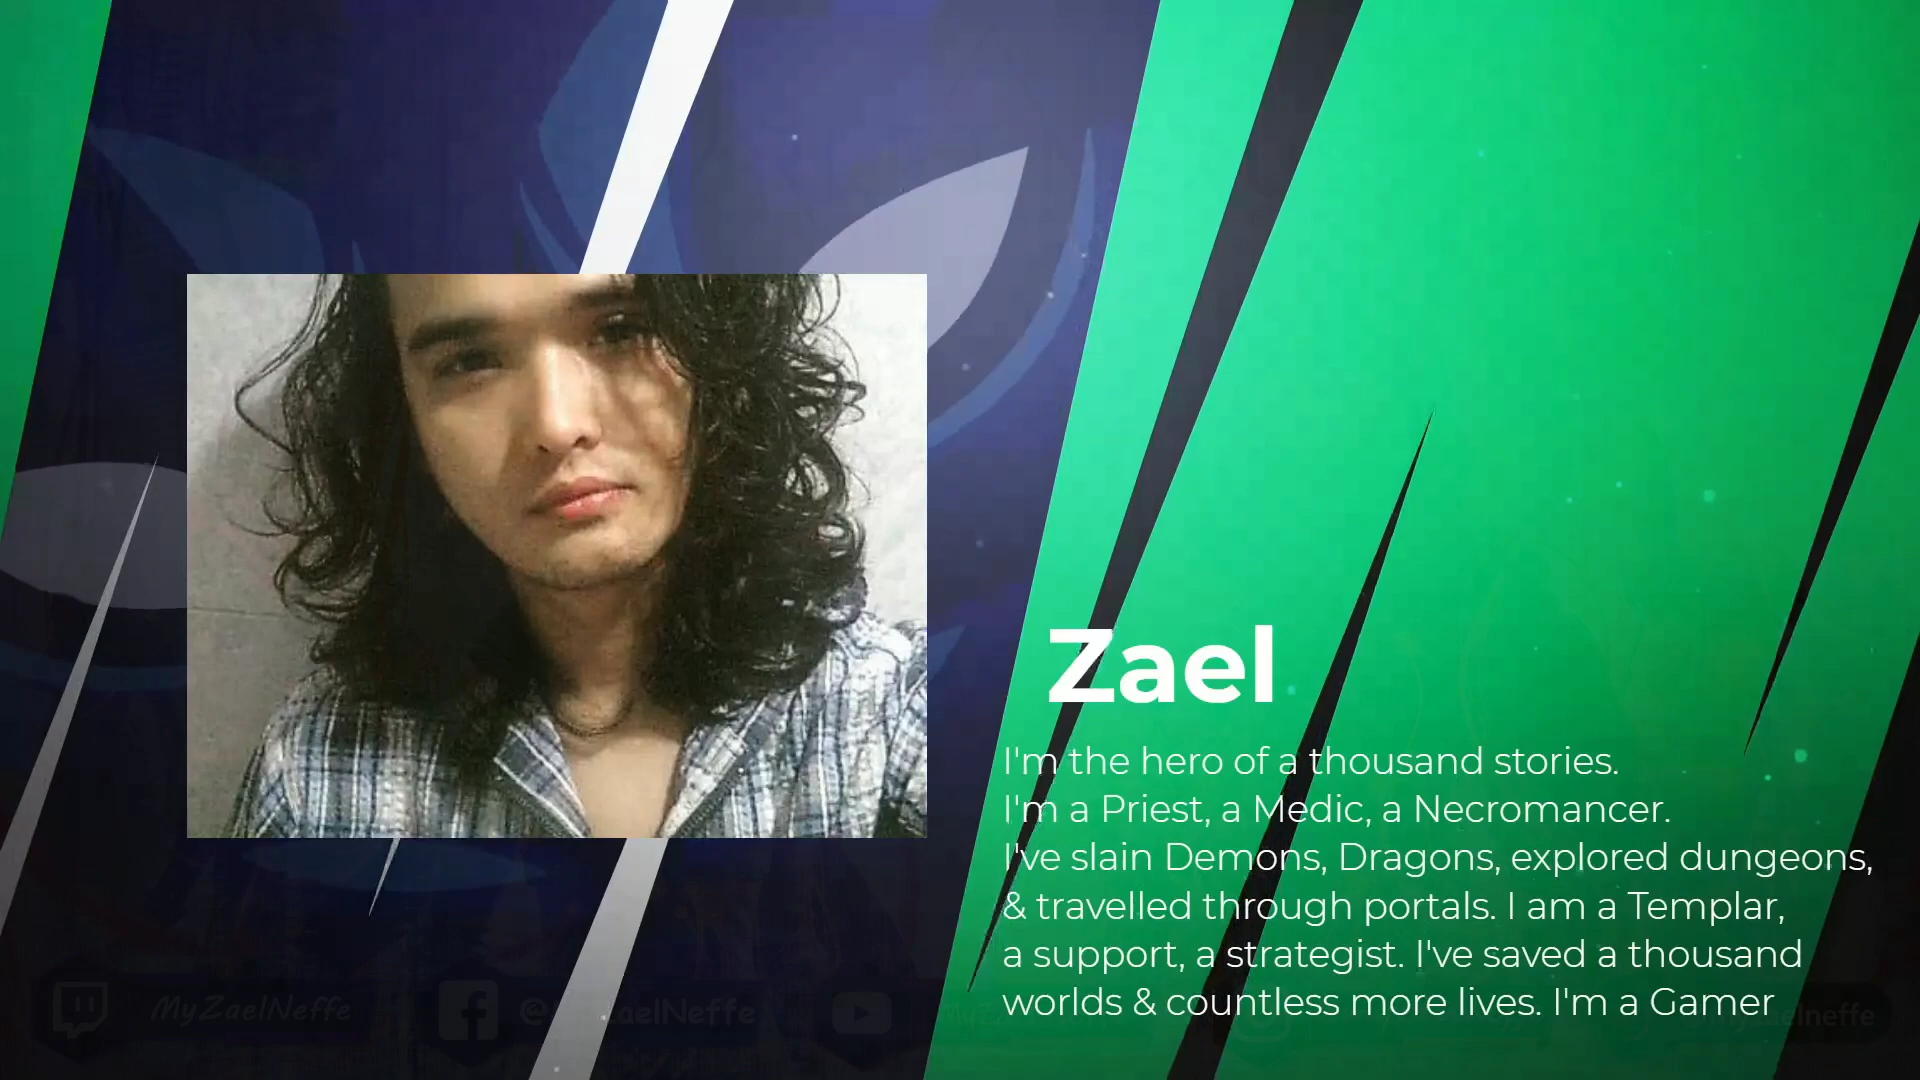 Zael
I'm the hero of a thousand stories.
I'm a Priest, a Medic, a Necromancer.
I've slain Demons, Dragons, explored dungeons,
& travelled through portals. I am a Templar,
a support, a strategist. I've saved a thousand
worlds & countless more lives. I'm a Gamer
MyZaelNeffe